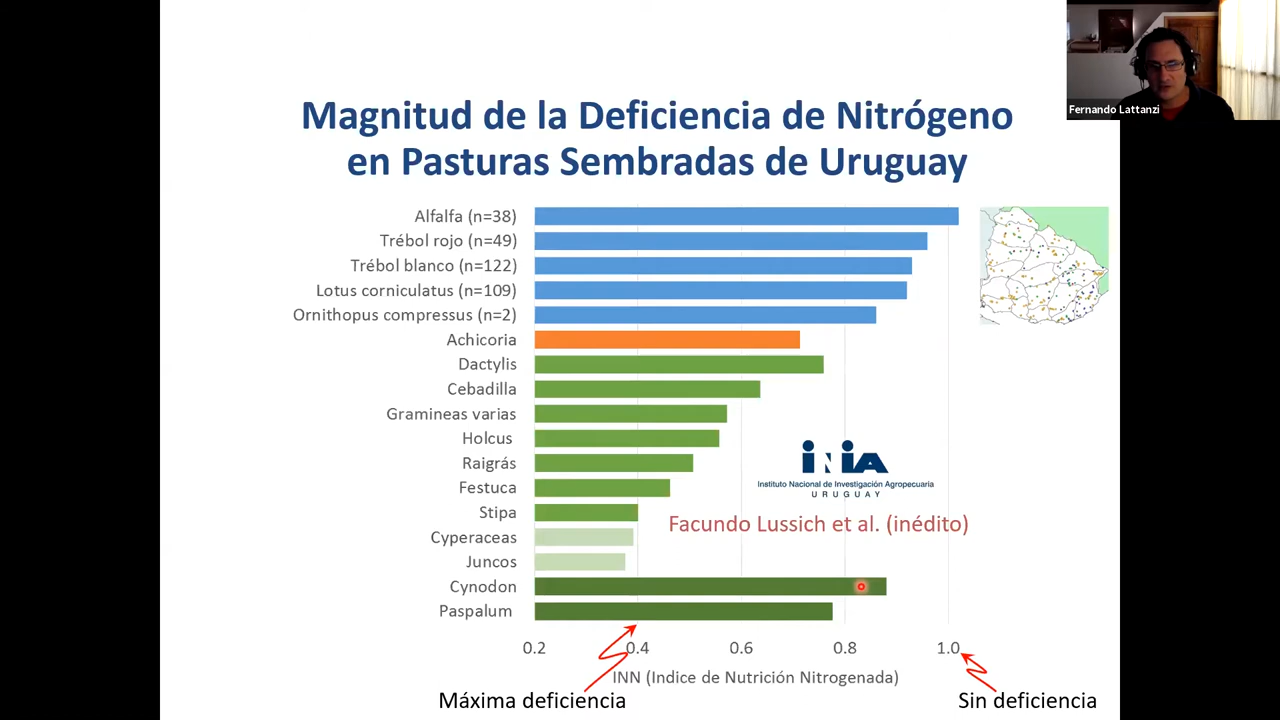 Fernando Lattanzi
Magnitud de la Deficiencia de Nitrógeno
en Pasturas Sembradas de Uruguay
Alfalfa (n=38)
Trébol rojo (n=49)
Trébol blanco (n=122)
Lotus corniculatus (n=109)
Ornithopus compressus (n=2)
Achicoria
Dactylis
Cebadilla
Gramineas varias
Holcus
Raigrás
Festuca
Stipa
Cyperaceas
Juncos
Cynodon
Paspalum
INIA
Instituto Nacional de Investigación Agropecuaria
URUGUAY
Facundo Lussich et al. (inédito)
0.2 0.4 0.6 0.8 1.0
INN (Indice de Nutrición Nitrogenada)
Máxima deficiencia
Sin deficiencia